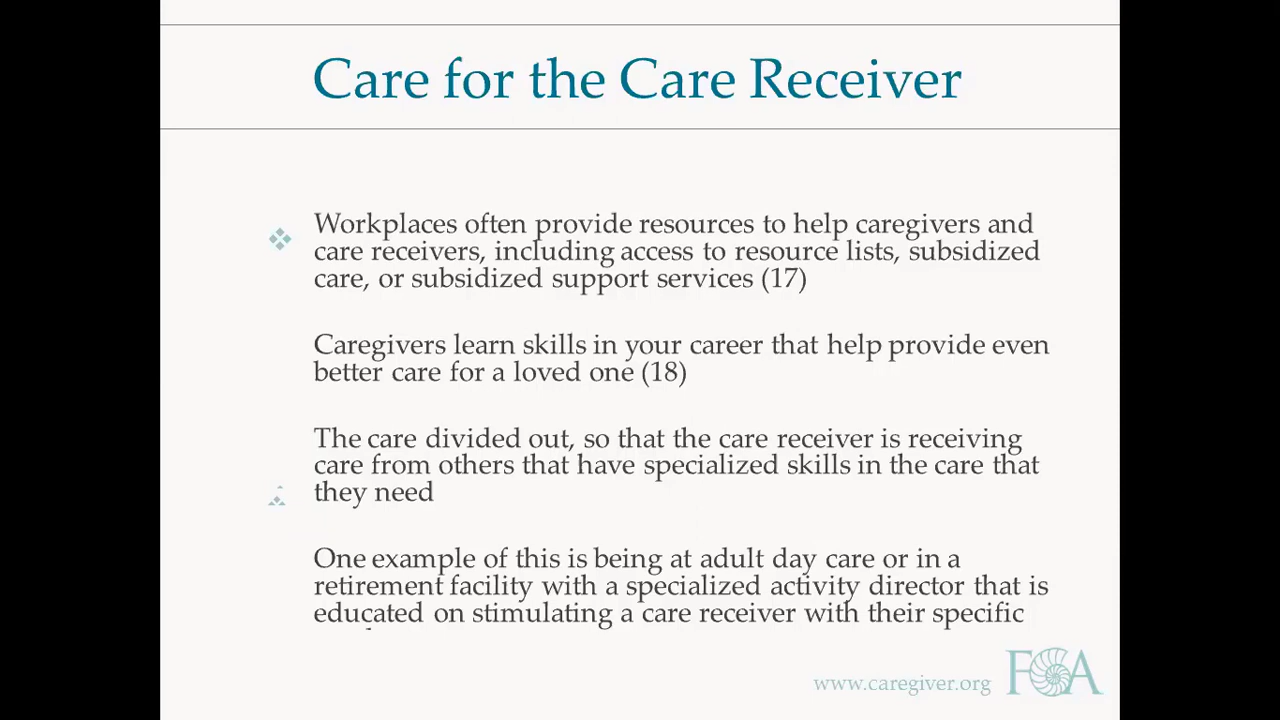 Care for the Care Receiver
Workplaces often provide resources to help caregivers and
care receivers, including access to resource lists, subsidized
care, or subsidized support services (17)
Caregivers learn skills in your career that help provide even
better care for a loved one (18)
The care divided out, so that the care receiver is receiving
care from others that have specialized skills in the care that
they need
One example of this is being at adult day care or in a
retirement facility with a specialized activity director that is
educated on stimulating a care receiver with their specific
www.caregiver.org
FCA